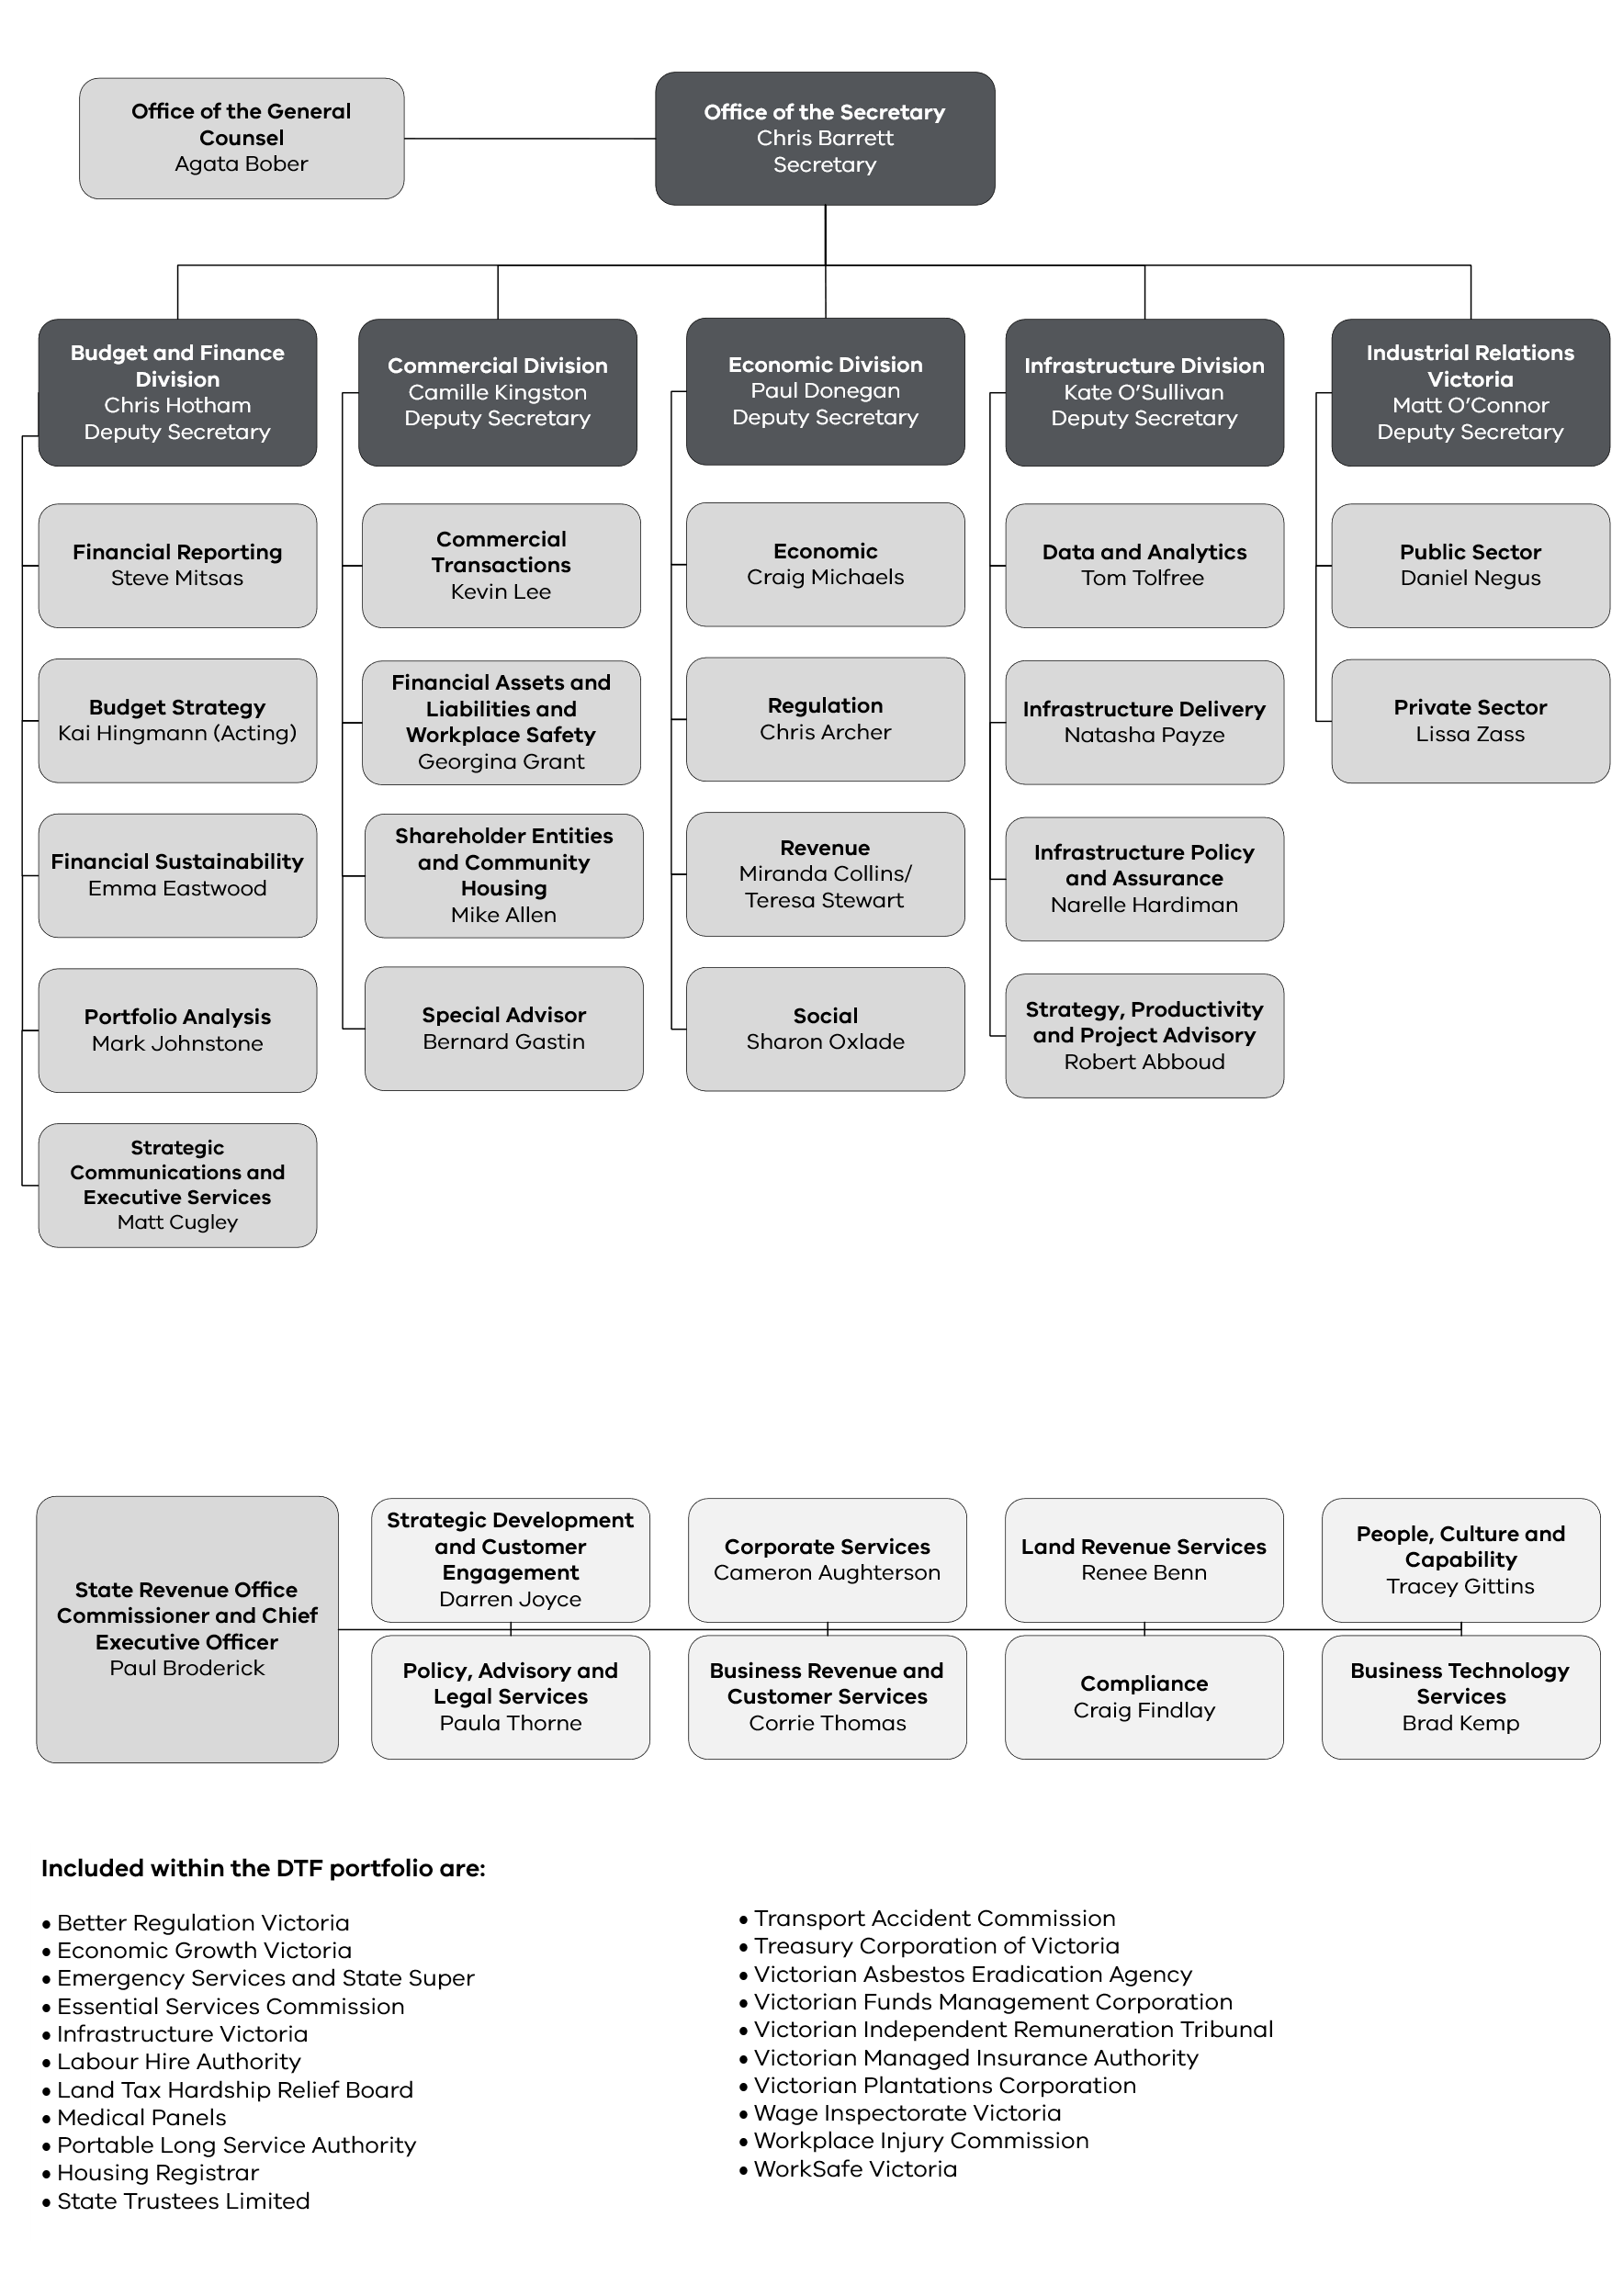 Office of the General
Counsel
Agata Bober
Office of the Secretary
Chris Barrett
Secretary
Budget and Finance
Division
Chris Hotham
Deputy Secretary
Commercial Division
Camille Kingston
Deputy Secretary
Economic Division
Paul Donegan
Deputy Secretary
Infrastructure Division
Kate O’Sullivan
Deputy Secretary
Industrial Relations
Victoria
Matt O’Connor
Deputy Secretary
Financial Reporting
Steve Mitsas
Commercial
Transactions
Kevin Lee
Economic
Craig Michaels
Data and Analytics
Tom Tolfree
Public Sector
Daniel Negus
Budget Strategy
Kai Hingmann (Acting)
Financial Assets and
Liabilities and
Workplace Safety
Georgina Grant
Regulation
Chris Archer
Infrastructure Delivery
Natasha Payze
Private Sector
Lissa Zass
Financial Sustainability
Emma Eastwood
Shareholder Entities
and Community
Housing
Mike Allen
Revenue
Miranda Collins/
Teresa Stewart
Infrastructure Policy
and Assurance
Narelle Hardiman
Portfolio Analysis
Mark Johnstone
Special Advisor
Bernard Gastin
Social
Sharon Oxlade
Strategy, Productivity
and Project Advisory
Robert Abboud
Strategic
Communications and
Executive Services
Matt Cugley
State Revenue Office
Commissioner and Chief
Executive Officer
Paul Broderick
Strategic Development
and Customer
Engagement
Darren Joyce
Corporate Services
Cameron Aughterson
Land Revenue Services
Renee Benn
People, Culture and
Capability
Tracey Gittins
Policy, Advisory and
Legal Services
Paula Thorne
Business Revenue and
Customer Services
Corrie Thomas
Compliance
Craig Findlay
Business Technology
Services
Brad Kemp
Included within the DTF portfolio are:
• Better Regulation Victoria
• Economic Growth Victoria
• Emergency Services and State Super
• Essential Services Commission
• Infrastructure Victoria
• Labour Hire Authority
• Land Tax Hardship Relief Board
• Medical Panels
• Portable Long Service Authority
• Housing Registrar
• State Trustees Limited
• Transport Accident Commission
• Treasury Corporation of Victoria
• Victorian Asbestos Eradication Agency
• Victorian Funds Management Corporation
• Victorian Independent Remuneration Tribunal
• Victorian Managed Insurance Authority
• Victorian Plantations Corporation
• Wage Inspectorate Victoria
• Workplace Injury Commission
• WorkSafe Victoria